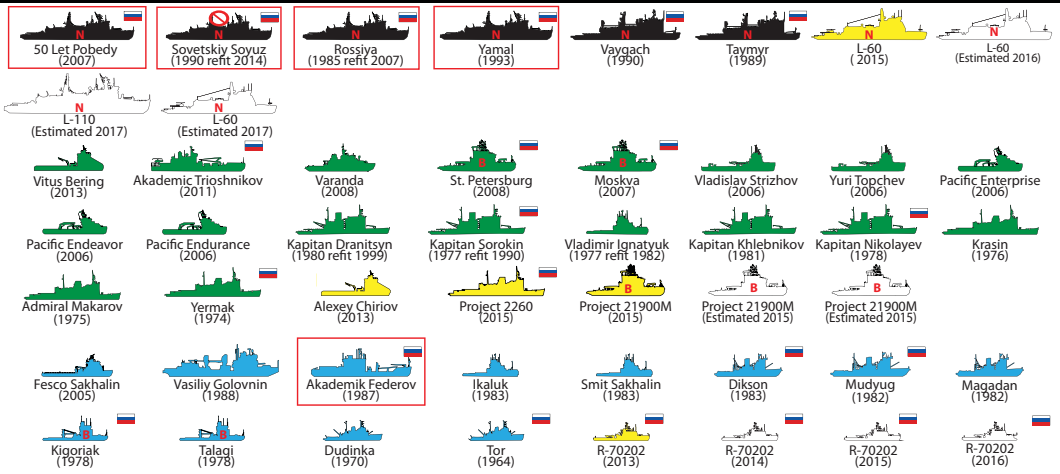 N N N N N N N N
50 Let Pobedy Sovetskiy Soyuz Rossiya Yamal Vaygach Taymyr L-60 L-60
(2007) (1990 refit 2014) (1985 refit 2007) (1993) (1990) (1989) (2015) (Estimated 2016)
N N
L-110 L-60
(Estimated 2017) (Estimated 2017)
B B
Vitus Bering Akademic Trioshnikov Varanda St. Petersburg Moskva Vladislav Strizhov Yuri Topchev Pacific Enterprise
(2013) (2011) (2008) (2008) (2007) (2006) (2006) (2006)
Pacific Endeavor Pacific Endurance Kapitan Dranitsyn Kapitan Sorokin Vladimir Ignatyuk Kapitan Khlebnikov Kapitan Nikolayev Krasin
(2006) (2006) (1980 refit 1999) (1977 refit 1990) (1977 refit 1982) (1981) (1978) (1976)
B B B
Admiral Makarov Yermak Alexey Chiriov Project 2260 Project 21900M Project 21900M Project 21900M
(1975) (1974) (2013) (2015) (2015) (Estimated 2015) (Estimated 2015)
Fesco Sakhalin Vasiliy Golovnin Akademik Federov Ikaluk Smit Sakhalin Dikson Mudyug Magadan
(2005) (1988) (1987) (1983) (1983) (1983) (1982) (1982)
B B
Kigoriak Talagi Dudinka Tor R-70202 R-70202 R-70202 R-70202
(1978) (1978) (1970) (1964) (2013) (2014) (2015) (2016)